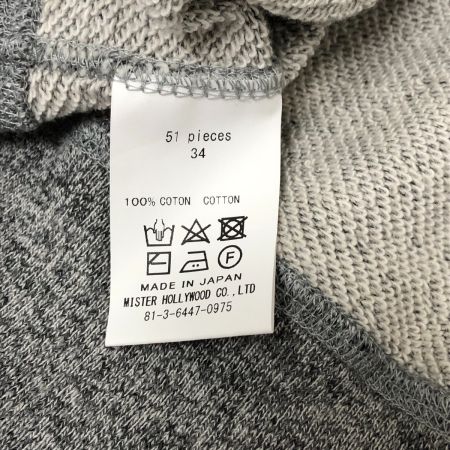 51 pieces
34
100% COTON COTTON
F
MADE IN JAPAN
MISTER HOLLYWOOD CO.,LTD
81-3-6447-0975